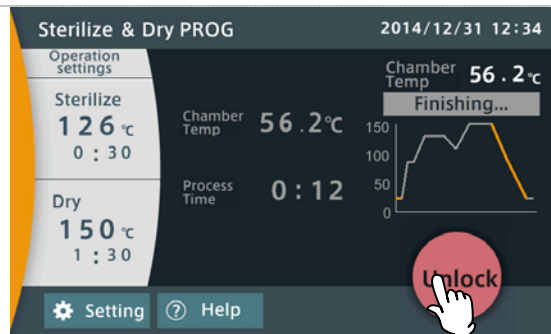 Sterilize & Dry PROG
2014/12/31 12:34
Operation
settings
Sterilize
126℃
0:30
Dry
150℃
1:30
Chamber
Temp
56.2℃
Process
Time
0:12
Chamber
Temp
56.2℃
Finishing...
150
100
50
0
Unlock
Setting
? Help